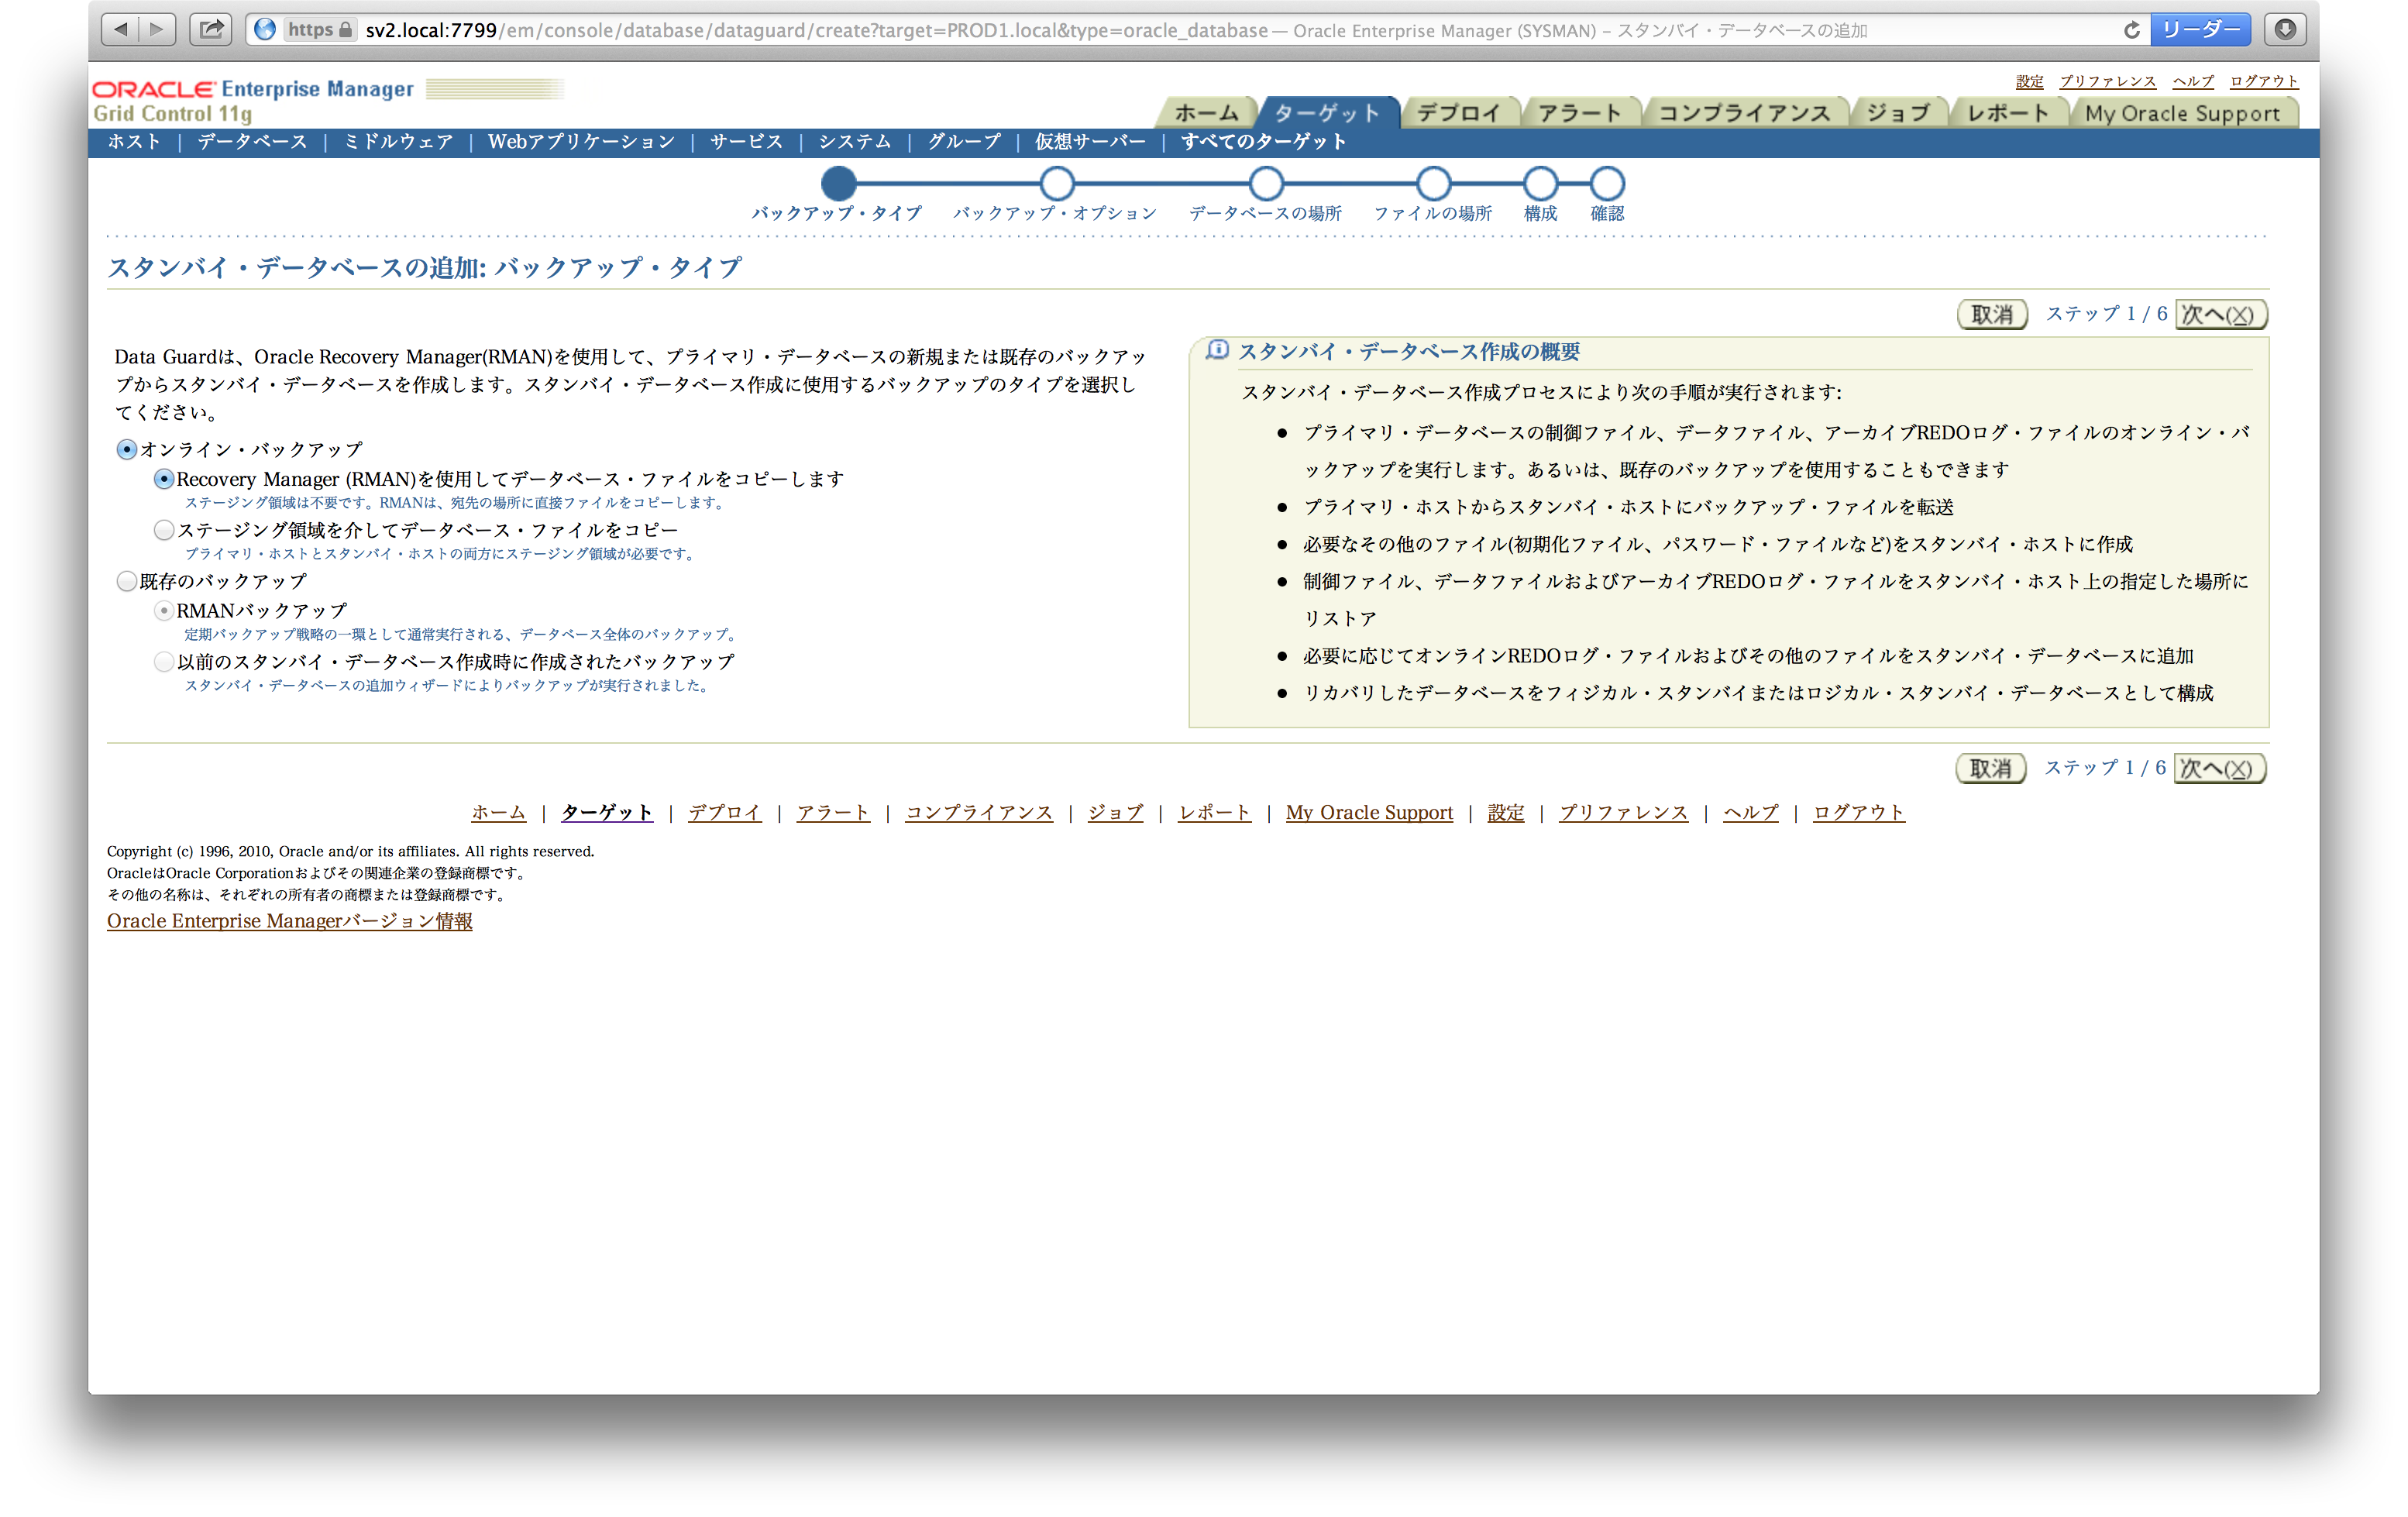 https sv2.local:7799/em/console/database/dataguard/create?target=PROD1.local&type=oracle_database — Oracle Enterprise Manager (SYSMAN) – スタンバイ・データベースの追加 リーダー
設定 プリファレンス ヘルプ ログアウト
ORACLE Enterprise Manager
Grid Control 11g
ホーム ターゲット デプロイ アラート コンプライアンス ジョブ レポート My Oracle Support
ホスト | データベース | ミドルウェア | Webアプリケーション | サービス | システム | グループ | 仮想サーバー | すべてのターゲット
バックアップ・タイプ バックアップ・オプション データベースの場所 ファイルの場所 構成 確認
スタンバイ・データベースの追加: バックアップ・タイプ
取消 ステップ 1 / 6 次へ(X)
Data Guardは、Oracle Recovery Manager(RMAN)を使用して、プライマリ・データベースの新規または既存のバックアッ
プからスタンバイ・データベースを作成します。スタンバイ・データベース作成に使用するバックアップのタイプを選択し
てください。
オンライン・バックアップ
Recovery Manager (RMAN)を使用してデータベース・ファイルをコピーします
ステージング領域は不要です。RMANは、宛先の場所に直接ファイルをコピーします。
ステージング領域を介してデータベース・ファイルをコピー
プライマリ・ホストとスタンバイ・ホストの両方にステージング領域が必要です。
既存のバックアップ
RMANバックアップ
定期バックアップ戦略の一環として通常実行される、データベース全体のバックアップ。
以前のスタンバイ・データベース作成時に作成されたバックアップ
スタンバイ・データベースの追加ウィザードによりバックアップが実行されました。
スタンバイ・データベース作成の概要
スタンバイ・データベース作成プロセスにより次の手順が実行されます:
● プライマリ・データベースの制御ファイル、データファイル、アーカイブREDOログ・ファイルのオンライン・バ
ックアップを実行します。あるいは、既存のバックアップを使用することもできます
● プライマリ・ホストからスタンバイ・ホストにバックアップ・ファイルを転送
● 必要なその他のファイル(初期化ファイル、パスワード・ファイルなど)をスタンバイ・ホストに作成
● 制御ファイル、データファイルおよびアーカイブREDOログ・ファイルをスタンバイ・ホスト上の指定した場所に
リストア
● 必要に応じてオンラインREDOログ・ファイルおよびその他のファイルをスタンバイ・データベースに追加
● リカバリしたデータベースをフィジカル・スタンバイまたはロジカル・スタンバイ・データベースとして構成
取消 ステップ 1 / 6 次へ(X)
ホーム | ターゲット | デプロイ | アラート | コンプライアンス | ジョブ | レポート | My Oracle Support | 設定 | プリファレンス | ヘルプ | ログアウト
Copyright (c) 1996, 2010, Oracle and/or its affiliates. All rights reserved.
OracleはOracle Corporationおよびその関連企業の登録商標です。
その他の名称は、それぞれの所有者の商標または登録商標です。
Oracle Enterprise Managerバージョン情報